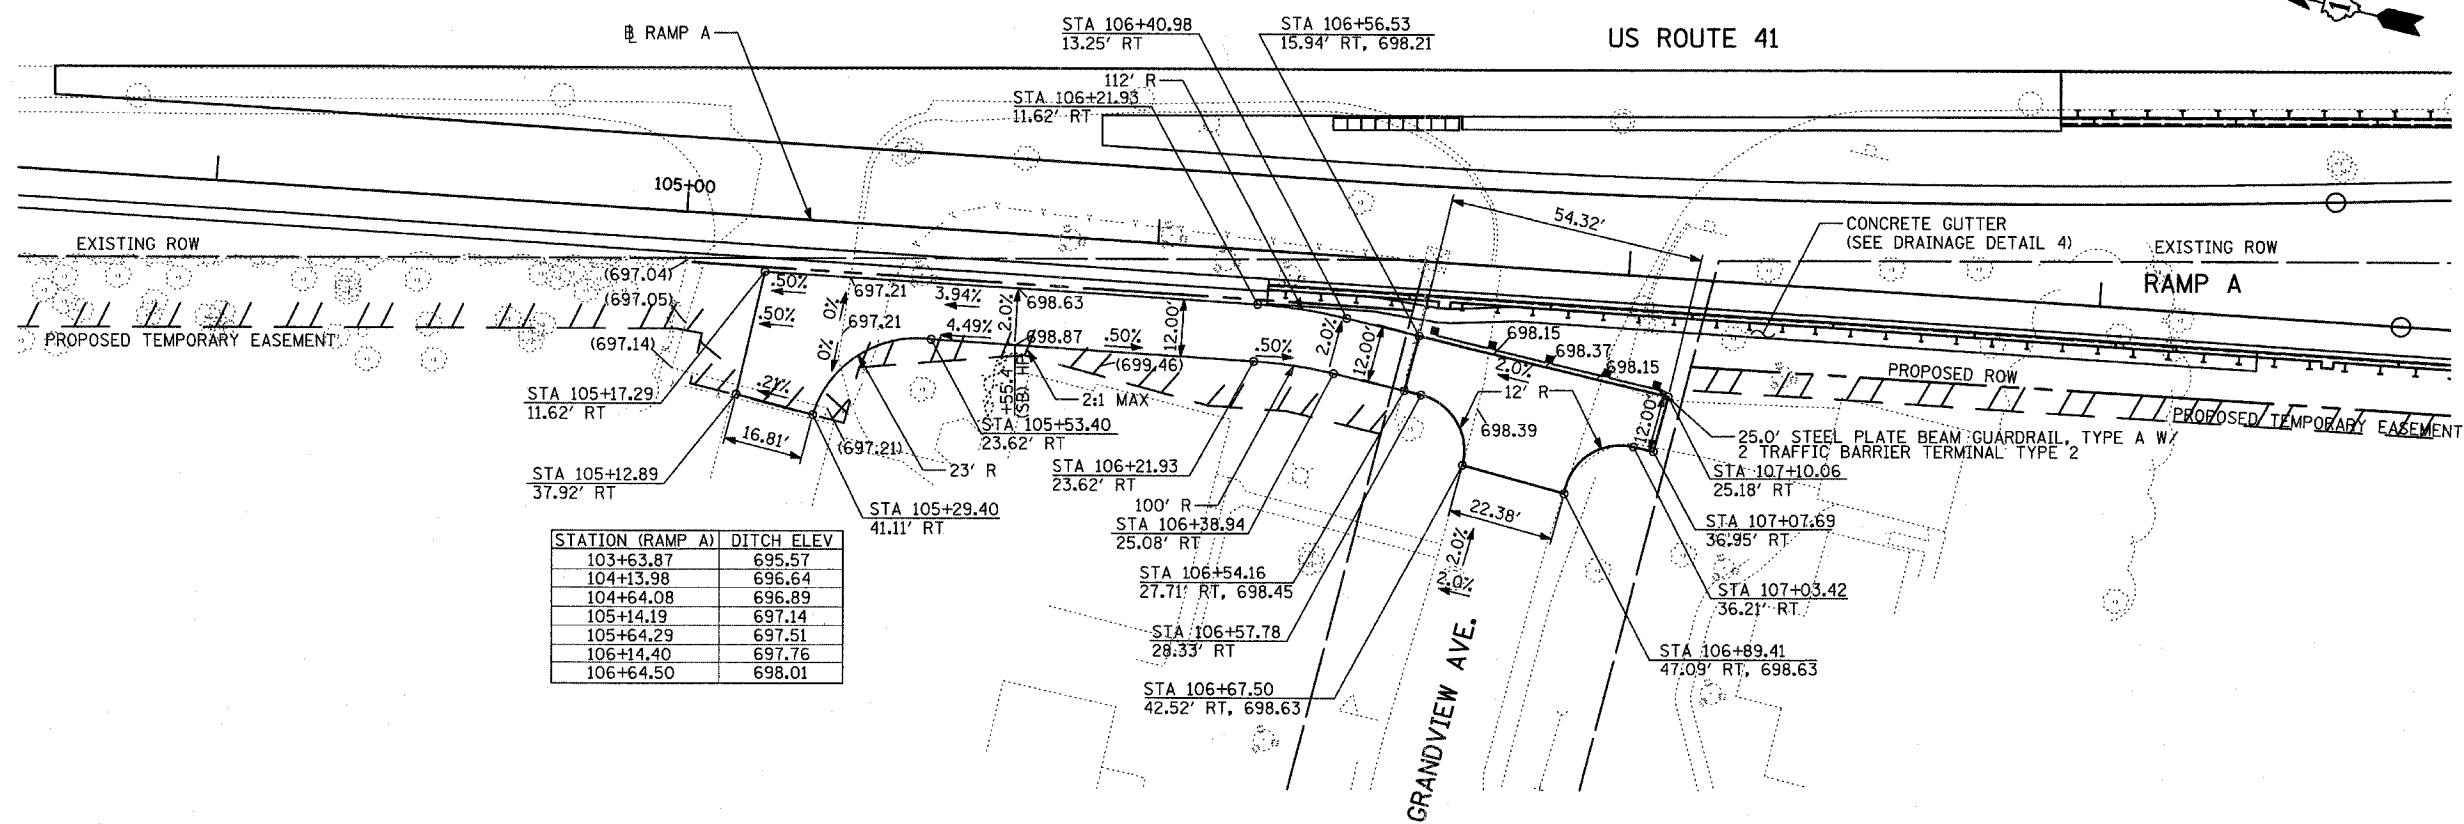 US ROUTE 41
℄ RAMP A
STA 106+40.98
13.25' RT
STA 106+56.53
15.94' RT, 698.21
112' R
STA 106+21.93
11.62' RT
105+00
54.32'
CONCRETE GUTTER
(SEE DRAINAGE DETAIL 4)
EXISTING ROW
EXISTING ROW
RAMP A
(697.04)
(697.05)
(697.14)
.50%
.50%
0%
0%
697.21
697.21
3.94%
4.49%
2.0%
698.63
698.87
.50%
12.00'
.50%
(699.46)
2.0%
12.00'
698.15
698.37
698.15
2.0%
PROPOSED TEMPORARY EASEMENT
PROPOSED ROW
PROPOSED TEMPORARY EASEMENT
.21%
STA 105+17.29
11.62' RT
16.81'
(697.21)
+55.4
(SB) HP
2:1 MAX
STA 105+53.40
23.62' RT
23' R
12' R
698.39
12.00'
25.0' STEEL PLATE BEAM GUARDRAIL, TYPE A W/
2 TRAFFIC BARRIER TERMINAL TYPE 2
STA 107+10.06
25.18' RT
STA 105+12.89
37.92' RT
STA 105+29.40
41.11' RT
STA 106+21.93
23.62' RT
100' R
STA 106+38.94
25.08' RT
22.38'
STA 107+07.69
36.95' RT
2.0%
2.0%
STA 106+54.16
27.71' RT, 698.45
STA 107+03.42
36.21' RT
STA 106+57.78
28.33' RT
STA 106+89.41
47.09' RT, 698.63
STA 106+67.50
42.52' RT, 698.63
GRANDVIEW AVE.
STATION (RAMP A) DITCH ELEV
103+63.87 695.57
104+13.98 696.64
104+64.08 696.89
105+14.19 697.14
105+64.29 697.51
106+14.40 697.76
106+64.50 698.01